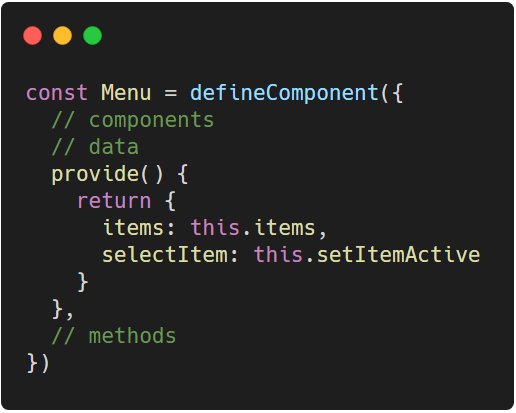 const Menu = defineComponent({
  // components
  // data
  provide() {
    return {
      items: this.items,
      selectItem: this.setItemActive
    }
  },
  // methods
})